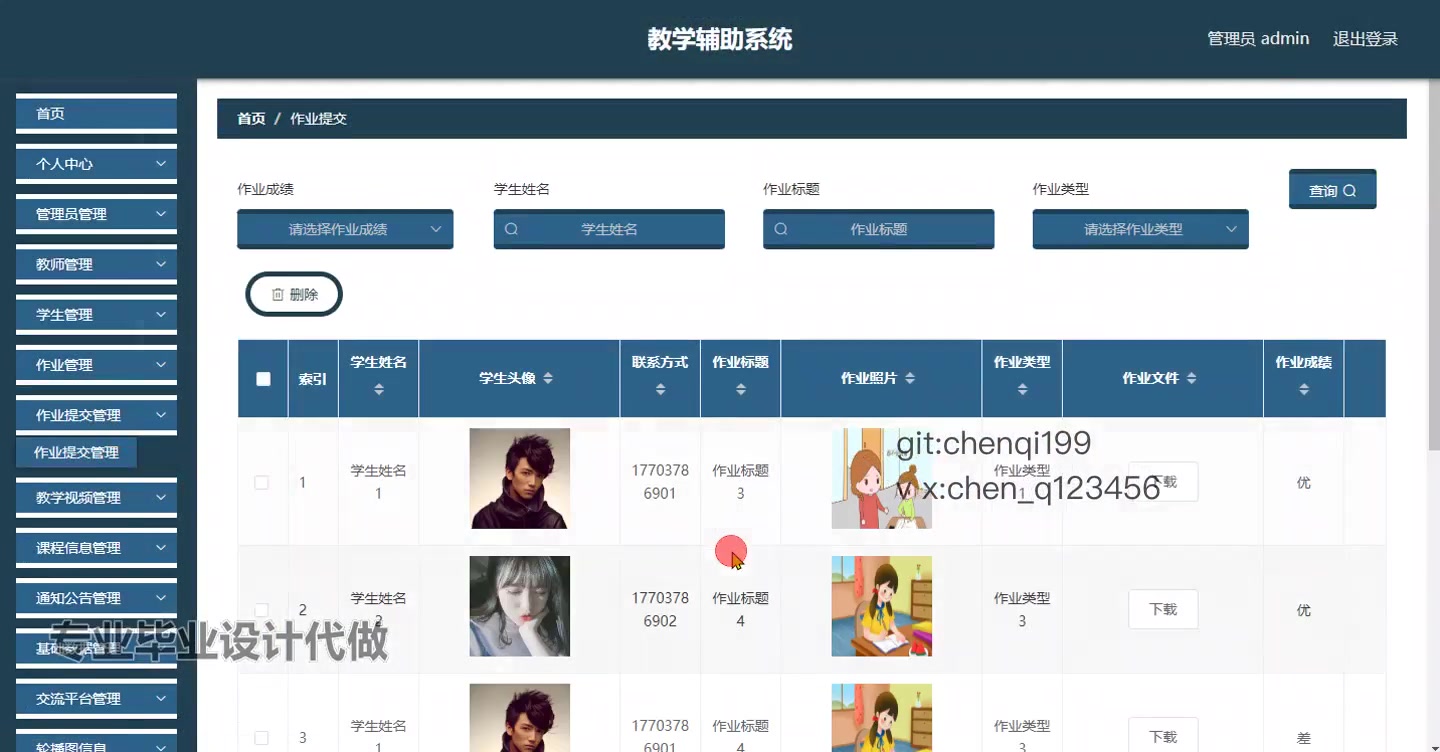 教学辅助系统
管理员 admin
退出登录
首页
个人中心
管理员管理
教师管理
学生管理
作业管理
作业提交管理
作业提交管理
教学视频管理
课程信息管理
通知公告管理
交流平台管理
轮播图信息
首页 / 作业提交
作业成绩
学生姓名
作业标题
作业类型
查询
请选择作业成绩
学生姓名
作业标题
请选择作业类型
删除
索引
学生姓名
学生头像
联系方式
作业标题
作业照片
作业类型
作业文件
作业成绩
1
学生姓名
1
1770378
6901
作业标题
3
作业类型
1
下载
优
git:chenqi199
v x:chen_q123456
2
学生姓名
2
1770378
6902
作业标题
4
作业类型
3
下载
优
专业毕业设计代做
3
学生姓名
1
1770378
6901
作业标题
4
作业类型
3
下载
差